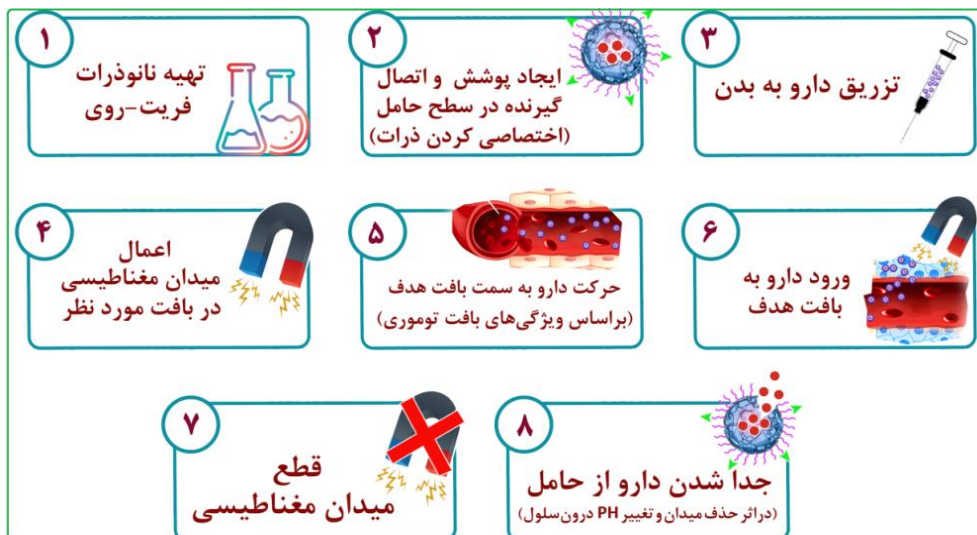 ۱
تهیه نانوذرات
فریت-روی
۲
ایجاد پوشش و اتصال
گیرنده در سطح حامل
(اختصاصی کردن ذرات)
۳
تزریق دارو به بدن
۴
اعمال
میدان مغناطیسی
در بافت مورد نظر
۵
حرکت دارو به سمت بافت هدف
(براساس ویژگی‌های بافت توموری)
۶
ورود دارو به
بافت هدف
۷
قطع
میدان مغناطیسی
۸
جدا شدن دارو از حامل
(دراثر حذف میدان و تغییر PH درون‌سلول)